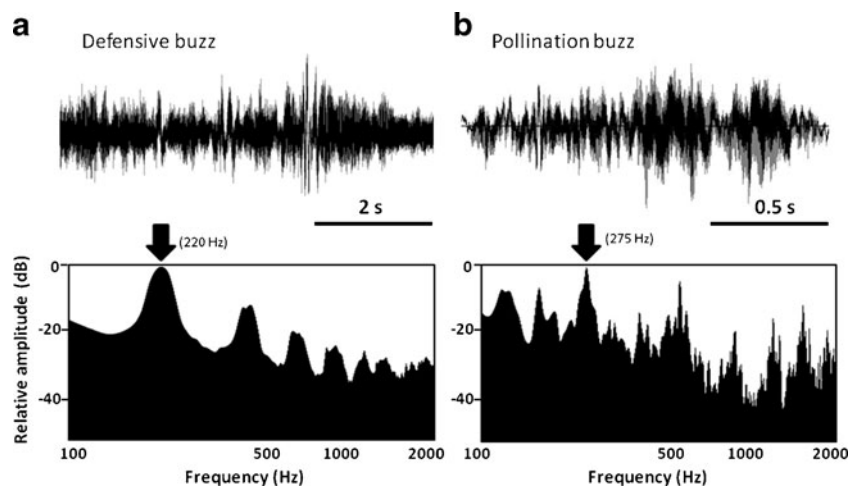 a
Defensive buzz
2 s
(220 Hz)
Relative amplitude (dB)
0
-20
-40
100
500
1000
2000
Frequency (Hz)
b
Pollination buzz
0.5 s
(275 Hz)
0
-20
-40
100
500
1000
2000
Frequency (Hz)